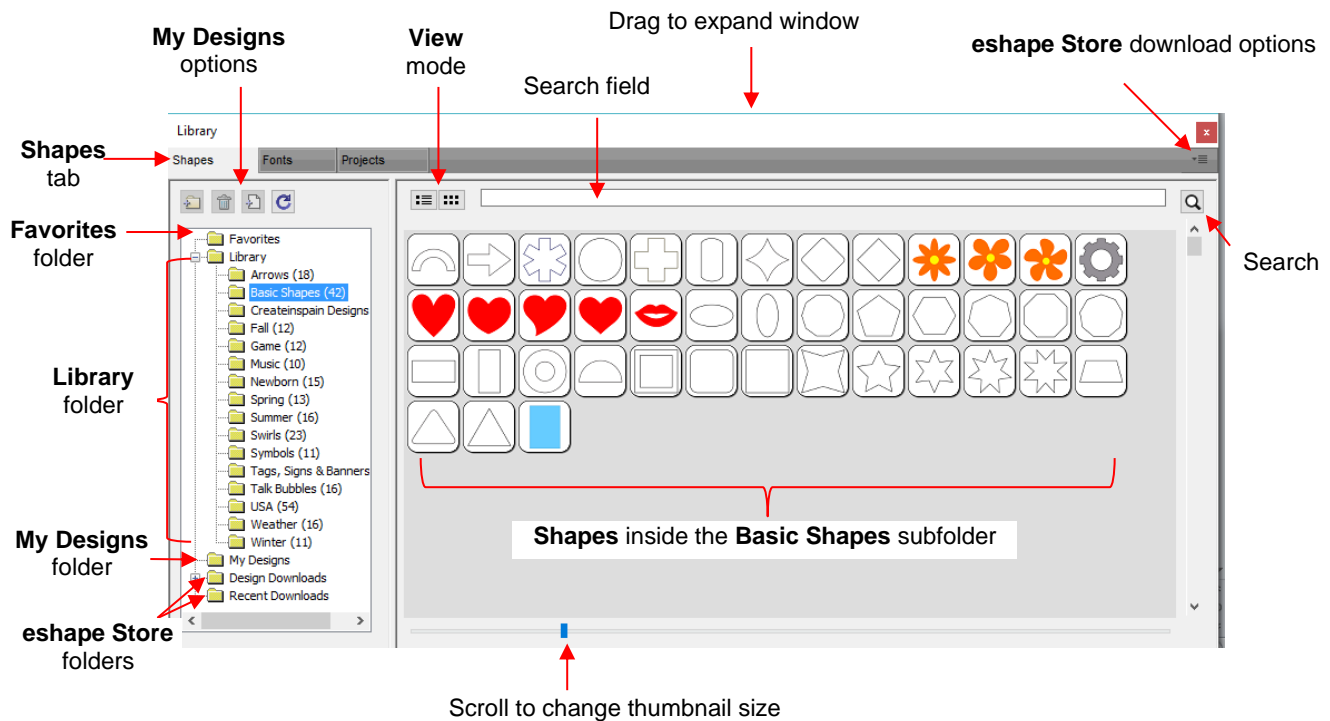 Drag to expand window
My Designs
options
View
mode
eshape Store download options
Search field
Library
x
Shapes
tab
Shapes
Fonts
Projects
Favorites
folder
Favorites
Library
Arrows (18)
Basic Shapes (42)
Createinspain Designs
Fall (12)
Game (12)
Music (10)
Newborn (15)
Spring (13)
Summer (16)
Swirls (23)
Symbols (11)
Tags, Signs & Banners
Talk Bubbles (16)
USA (54)
Weather (16)
Winter (11)
My Designs
Design Downloads
Recent Downloads
Search
Library
folder
Shapes inside the Basic Shapes subfolder
My Designs
folder
eshape Store
folders
Scroll to change thumbnail size